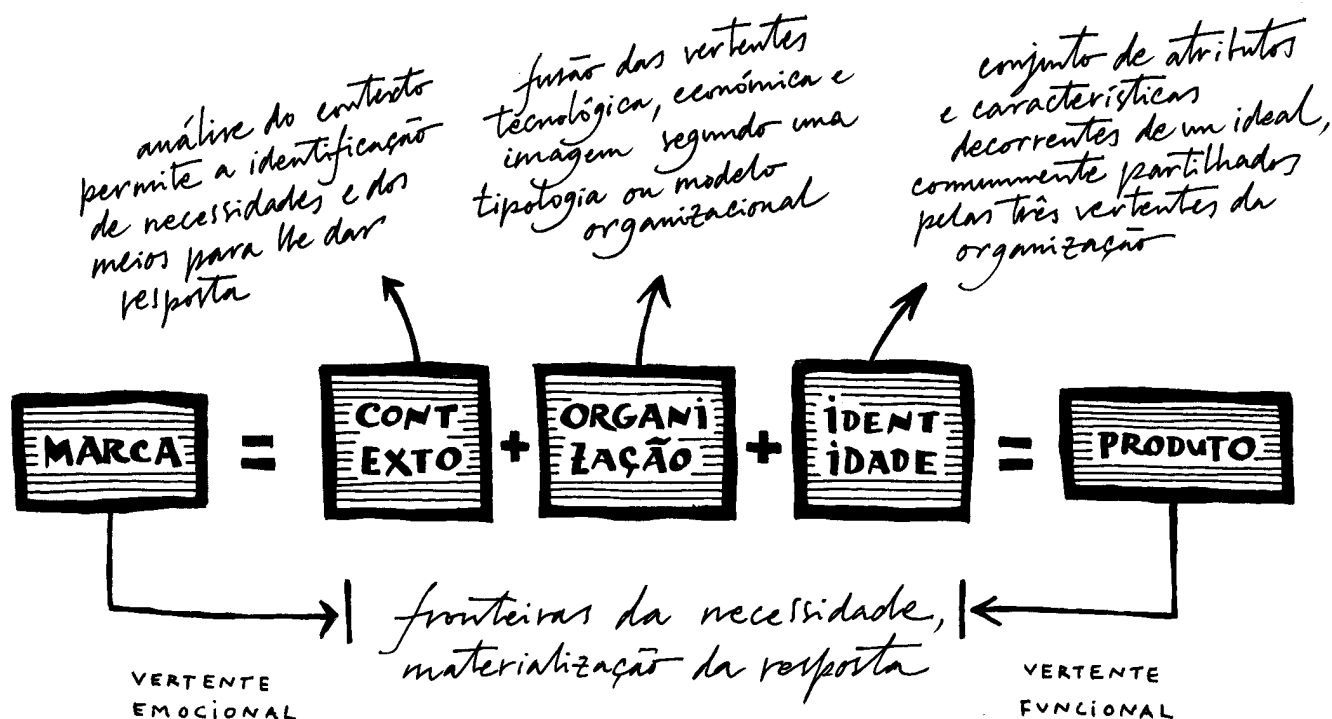 análise do contexto
permite a identificação
de necessidades e dos
meios para lhe dar
resposta
fusão das vertentes
tecnológica, económica e
imagem segundo uma
tipologia ou modelo
organizacional
conjunto de atributos
e características
decorrentes de um ideal,
comummente partilhados
pelas três vertentes da
organização
MARCA
=
CONT
EXTO
+
ORGANI
ZAÇÃO
+
IDENT
IDADE
=
PRODUTO
fronteiras da necessidade,
materialização da resposta
VERTENTE
EMOCIONAL
VERTENTE
FUNCIONAL